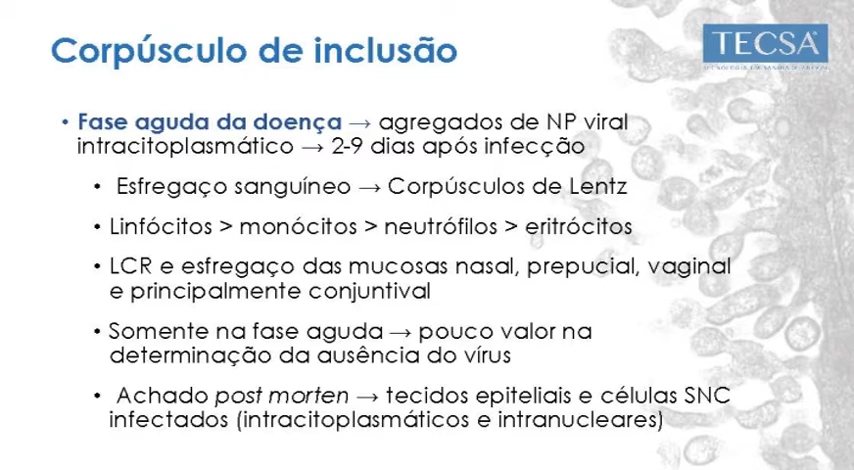 Corpúsculo de inclusão
TECSA
• Fase aguda da doença → agregados de NP viral
intracitoplasmático → 2-9 dias após infecção
• Esfregaço sanguíneo → Corpúsculos de Lentz
• Linfócitos > monócitos > neutrófilos > eritrócitos
• LCR e esfregaço das mucosas nasal, prepucial, vaginal
e principalmente conjuntival
• Somente na fase aguda → pouco valor na
determinação da ausência do vírus
• Achado post morten → tecidos epiteliais e células SNC
infectados (intracitoplasmáticos e intranucleares)